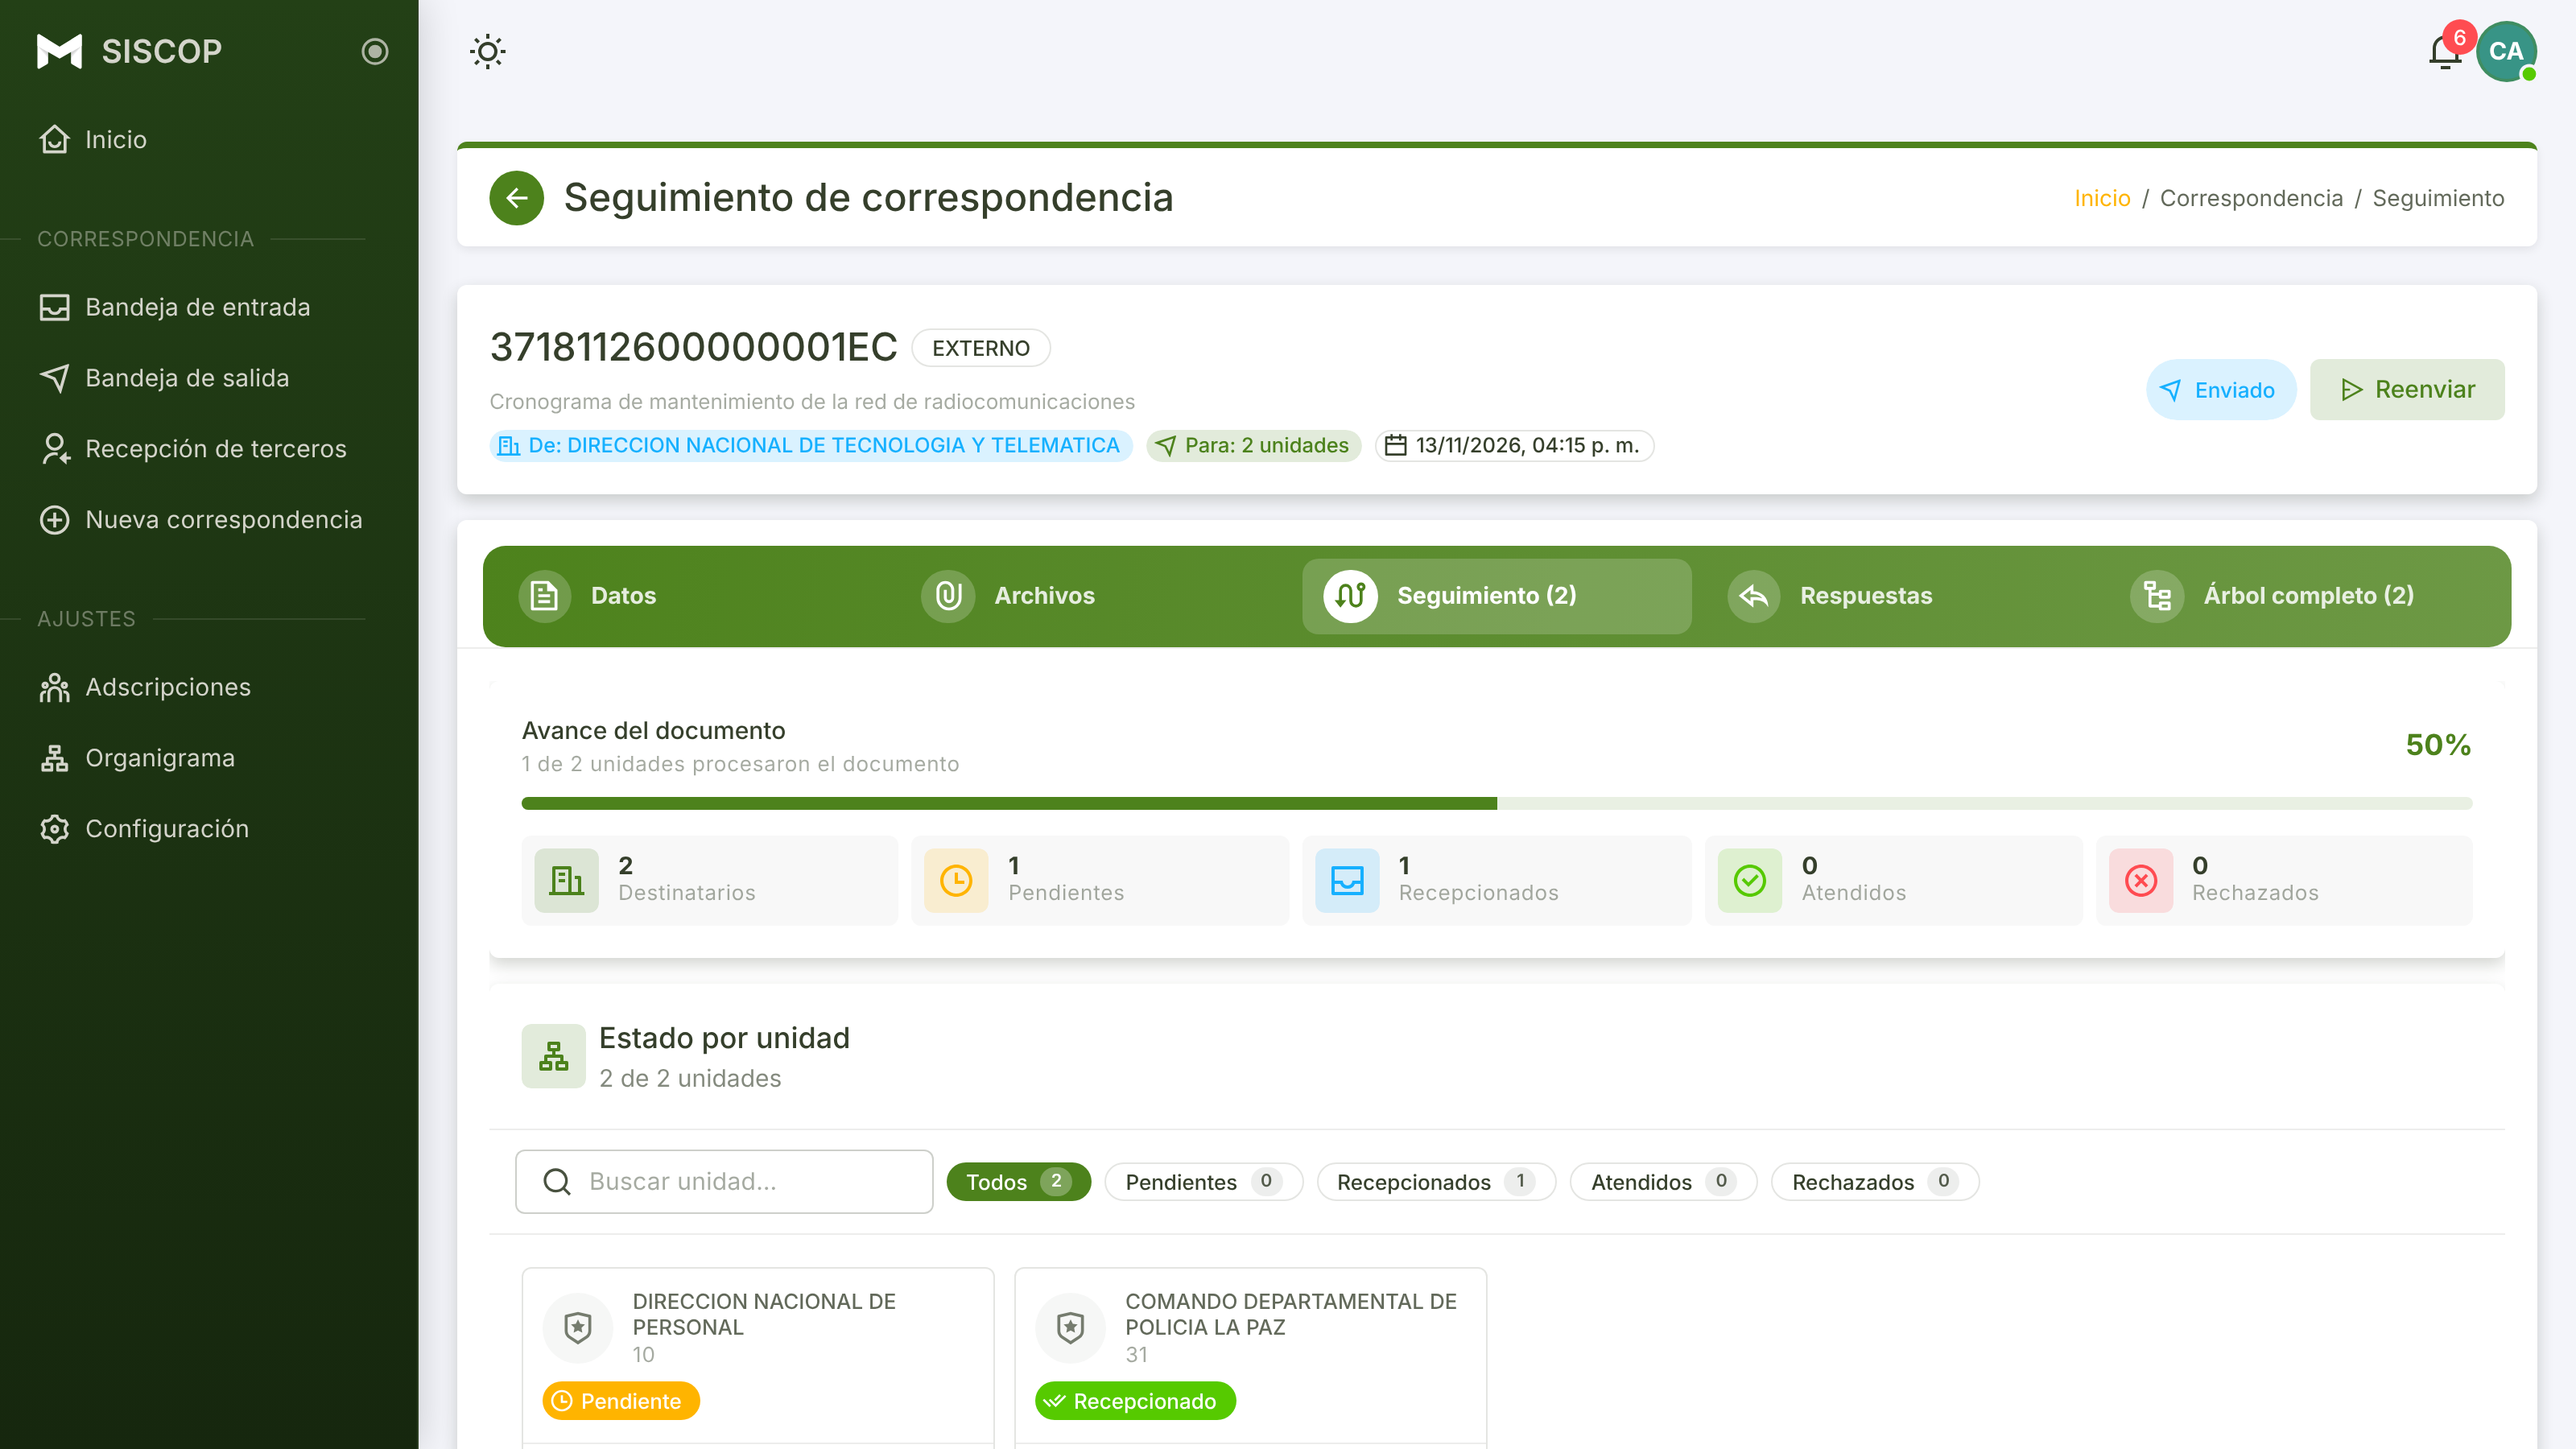 SISCOP
Inicio
CORRESPONDENCIA
Bandeja de entrada
Bandeja de salida
Recepción de terceros
Nueva correspondencia
AJUSTES
Adscripciones
Organigrama
Configuración
6
CA
Seguimiento de correspondencia
Inicio / Correspondencia / Seguimiento
3718112600000001EC EXTERNO
Cronograma de mantenimiento de la red de radiocomunicaciones
De: DIRECCION NACIONAL DE TECNOLOGIA Y TELEMATICA Para: 2 unidades 13/11/2026, 04:15 p. m.
Enviado Reenviar
Datos Archivos Seguimiento (2) Respuestas Árbol completo (2)
Avance del documento
1 de 2 unidades procesaron el documento
50%
2 Destinatarios
1 Pendientes
1 Recepcionados
0 Atendidos
0 Rechazados
Estado por unidad
2 de 2 unidades
Buscar unidad... Todos 2 Pendientes 0 Recepcionados 1 Atendidos 0 Rechazados 0
DIRECCION NACIONAL DE
PERSONAL
10
Pendiente
COMANDO DEPARTAMENTAL DE
POLICIA LA PAZ
31
Recepcionado